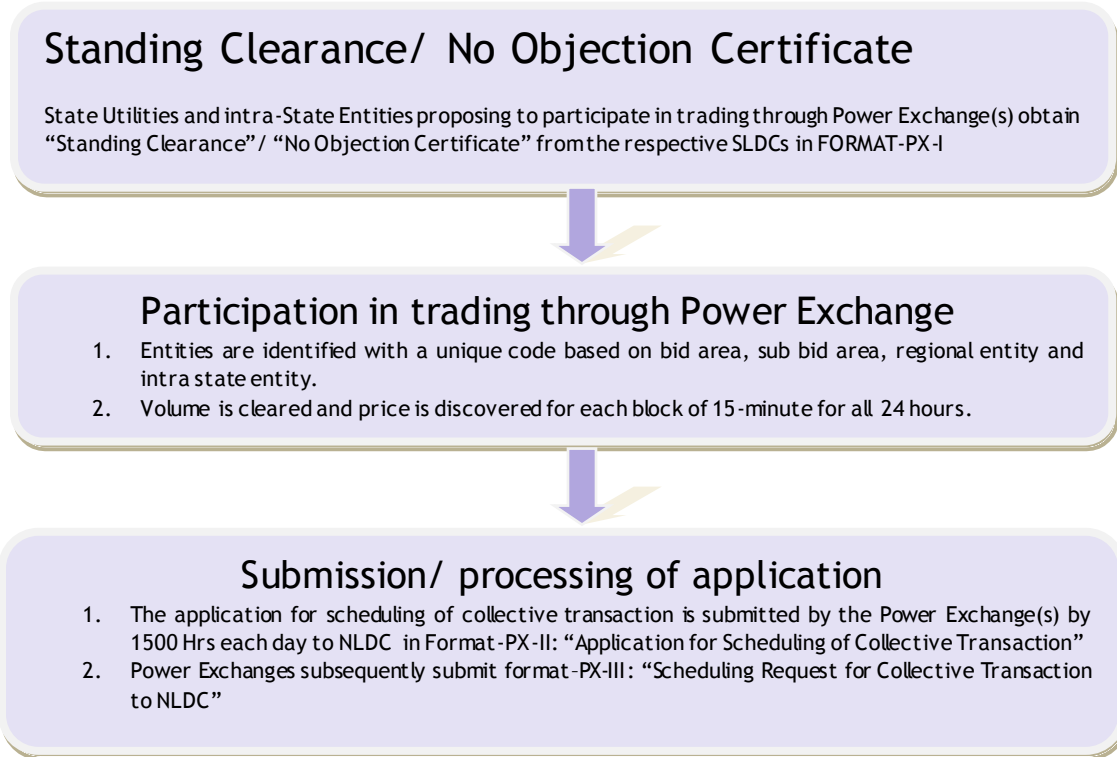 Standing Clearance/ No Objection Certificate
State Utilities and intra-State Entities proposing to participate in trading through Power Exchange(s) obtain
“Standing Clearance”/ “No Objection Certificate” from the respective SLDCs in FORMAT-PX-I
Participation in trading through Power Exchange
1. Entities are identified with a unique code based on bid area, sub bid area, regional entity and
intra state entity.
2. Volume is cleared and price is discovered for each block of 15-minute for all 24 hours.
Submission/ processing of application
1. The application for scheduling of collective transaction is submitted by the Power Exchange(s) by
1500 Hrs each day to NLDC in Format-PX-II: “Application for Scheduling of Collective Transaction”
2. Power Exchanges subsequently submit format-PX-III: “Scheduling Request for Collective Transaction
to NLDC”